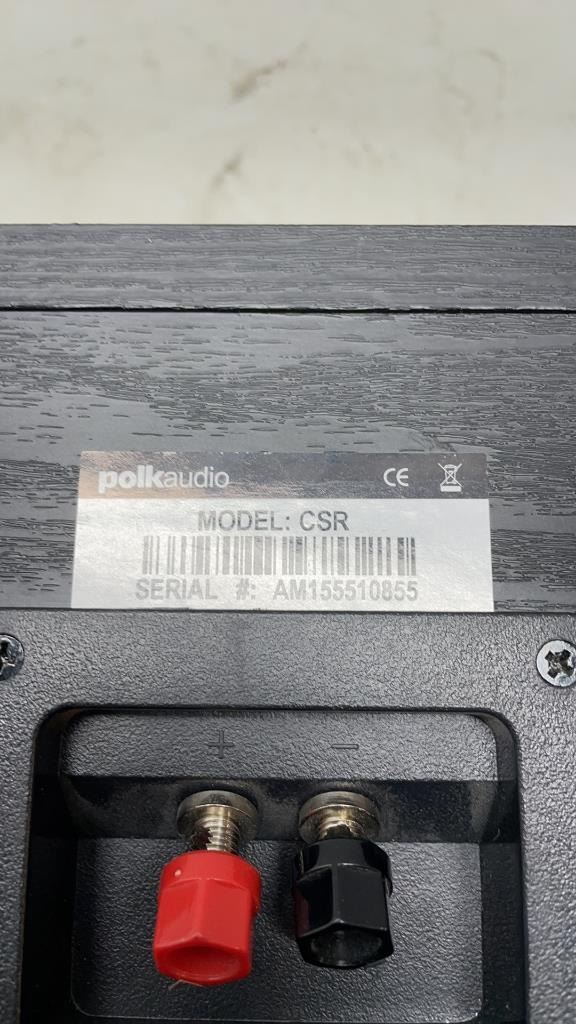 polkaudio CE
MODEL: CSR
SERIAL #: AM155510855
+ −